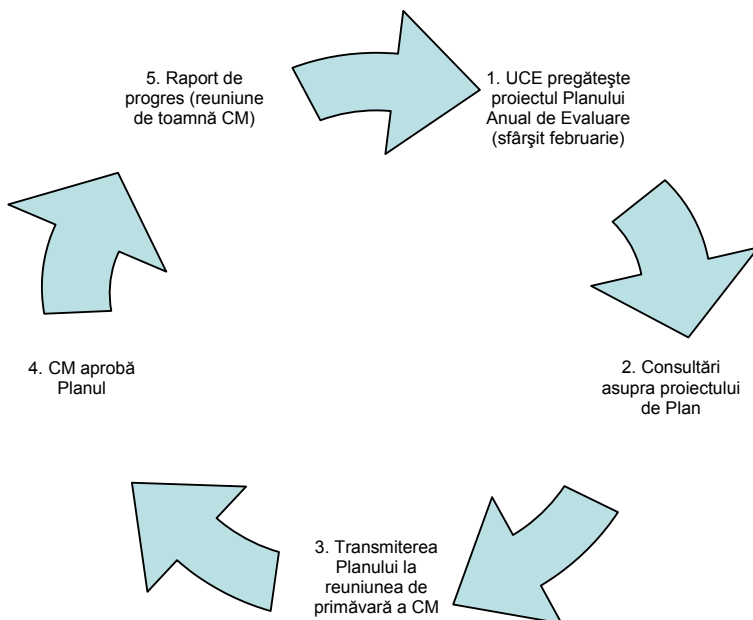 1. UCE pregăteşte
proiectul Planului
Anual de Evaluare
(sfârşit februarie)
2. Consultări
asupra proiectului
de Plan
3. Transmiterea
Planului la
reuniunea de
primăvară a CM
4. CM aprobă
Planul
5. Raport de
progres (reuniune
de toamnă CM)